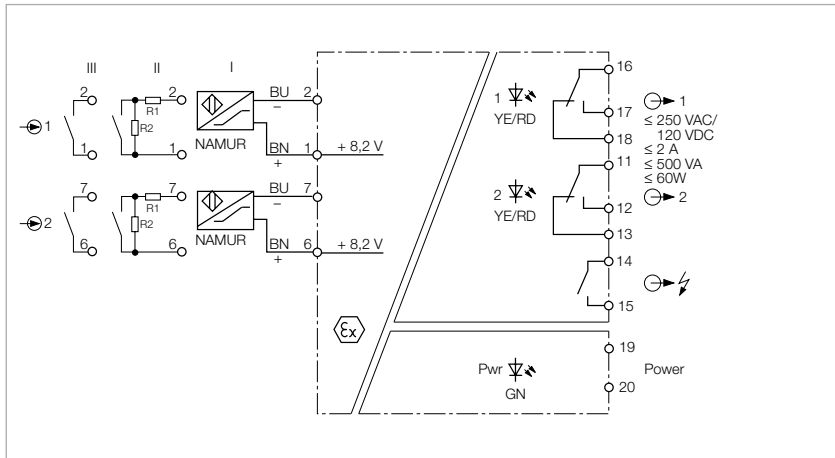 III II I
1
2
1
R1
R2
2
1
NAMUR
BU 2
–
BN 1
+
+ 8,2 V
2
7
6
R1
R2
7
6
NAMUR
BU 7
–
BN 6
+
+ 8,2 V
Ex
1
YE/RD
2
YE/RD
16
17
18
11
12
13
14
15
1
≤ 250 VAC/
120 VDC
≤ 2 A
≤ 500 VA
≤ 60W
2
Pwr
GN
19
20
Power